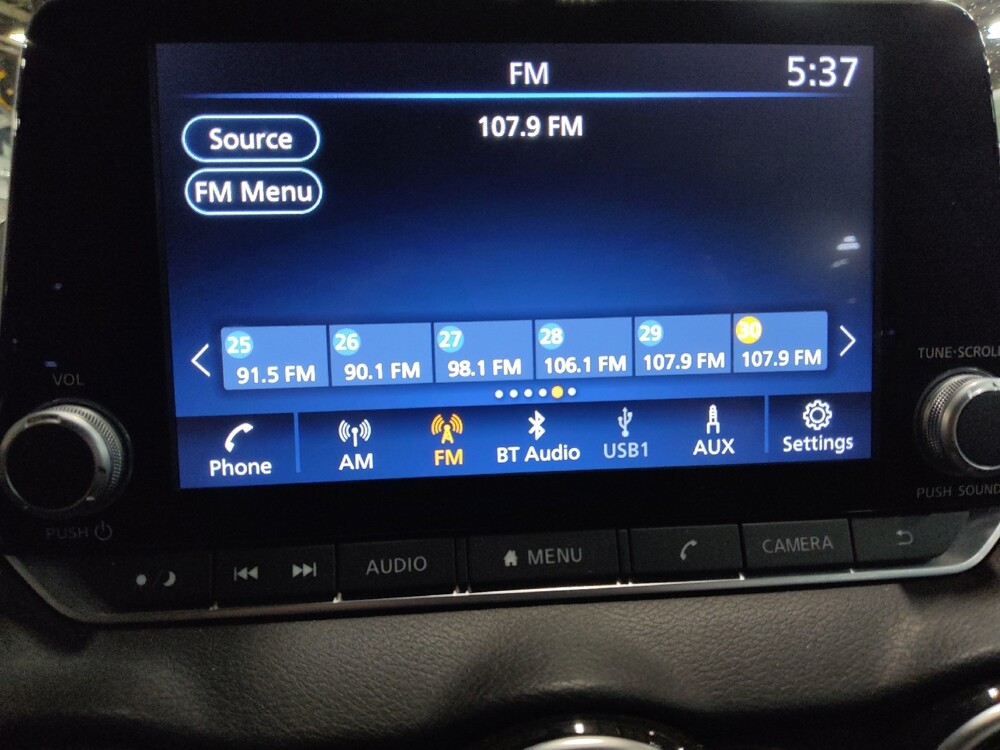 FM
5:37
Source
107.9 FM
FM Menu
25
26
27
28
29
30
91.5 FM
90.1 FM
98.1 FM
106.1 FM
107.9 FM
107.9 FM
Phone
AM
FM
BT Audio
USB1
AUX
Settings
VOL
TUNE·SCROLL
PUSH
PUSH SOUND
AUDIO
MENU
CAMERA